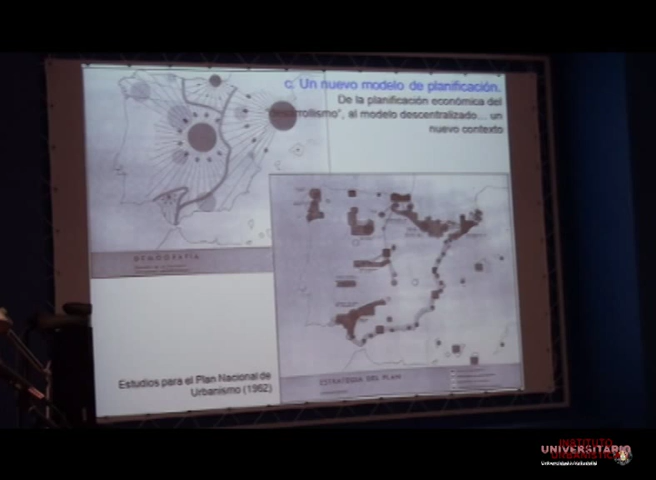 c. Un nuevo modelo de planificación.
De la planificación económica del
"desarrollismo", al modelo descentralizado... un
nuevo contexto
DEMOGRAFIA
ESTRATEGIA DEL PLAN
Estudios para el Plan Nacional de
Urbanismo (1962)
INSTITUTO
UNIVERSITARIO